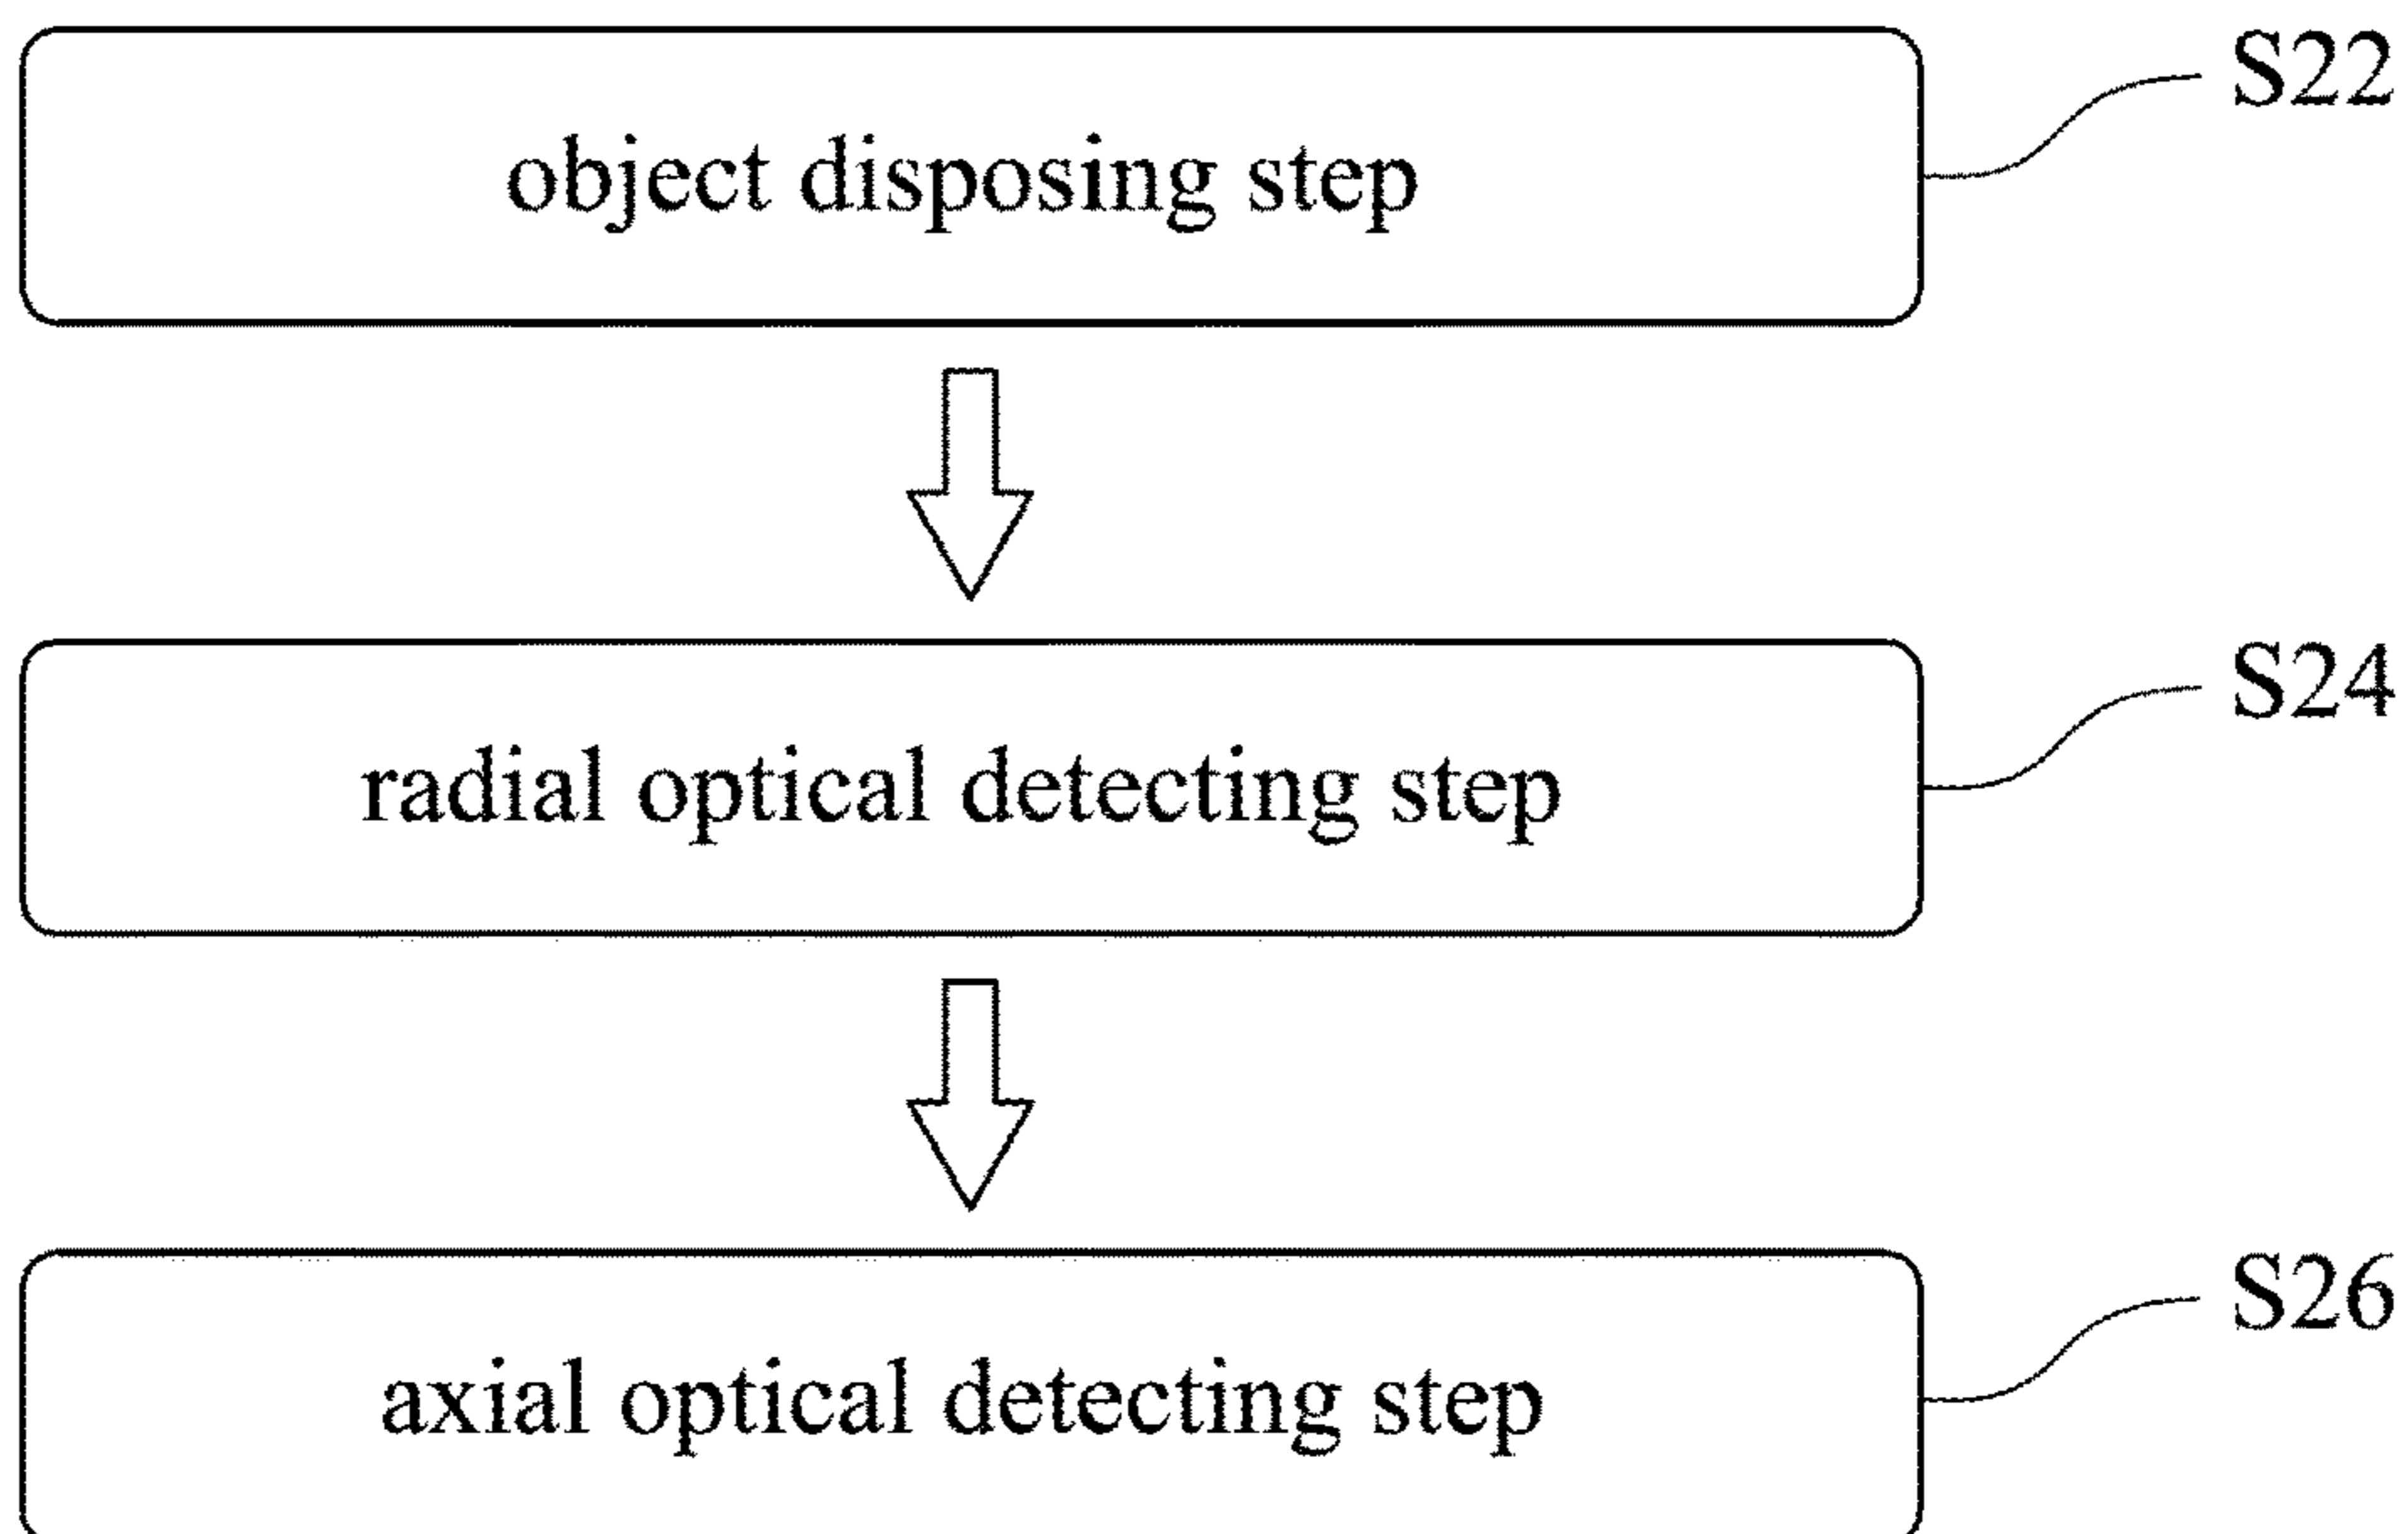 object disposing step
S22
radial optical detecting step
S24
axial optical detecting step
S26